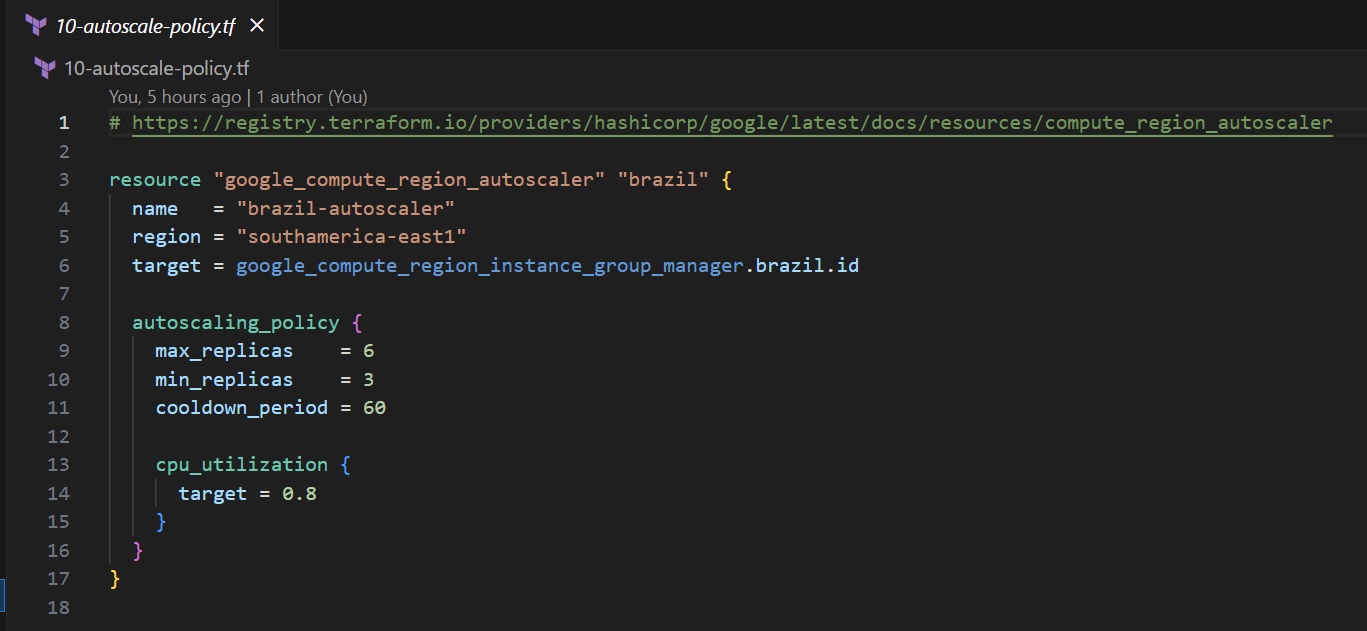 10-autoscale-policy.tf ×
10-autoscale-policy.tf
You, 5 hours ago | 1 author (You)
1 # https://registry.terraform.io/providers/hashicorp/google/latest/docs/resources/compute_region_autoscaler
2
3 resource "google_compute_region_autoscaler" "brazil" {
4   name   = "brazil-autoscaler"
5   region = "southamerica-east1"
6   target = google_compute_region_instance_group_manager.brazil.id
7
8   autoscaling_policy {
9     max_replicas    = 6
10     min_replicas    = 3
11     cooldown_period = 60
12
13     cpu_utilization {
14       target = 0.8
15     }
16   }
17 }
18